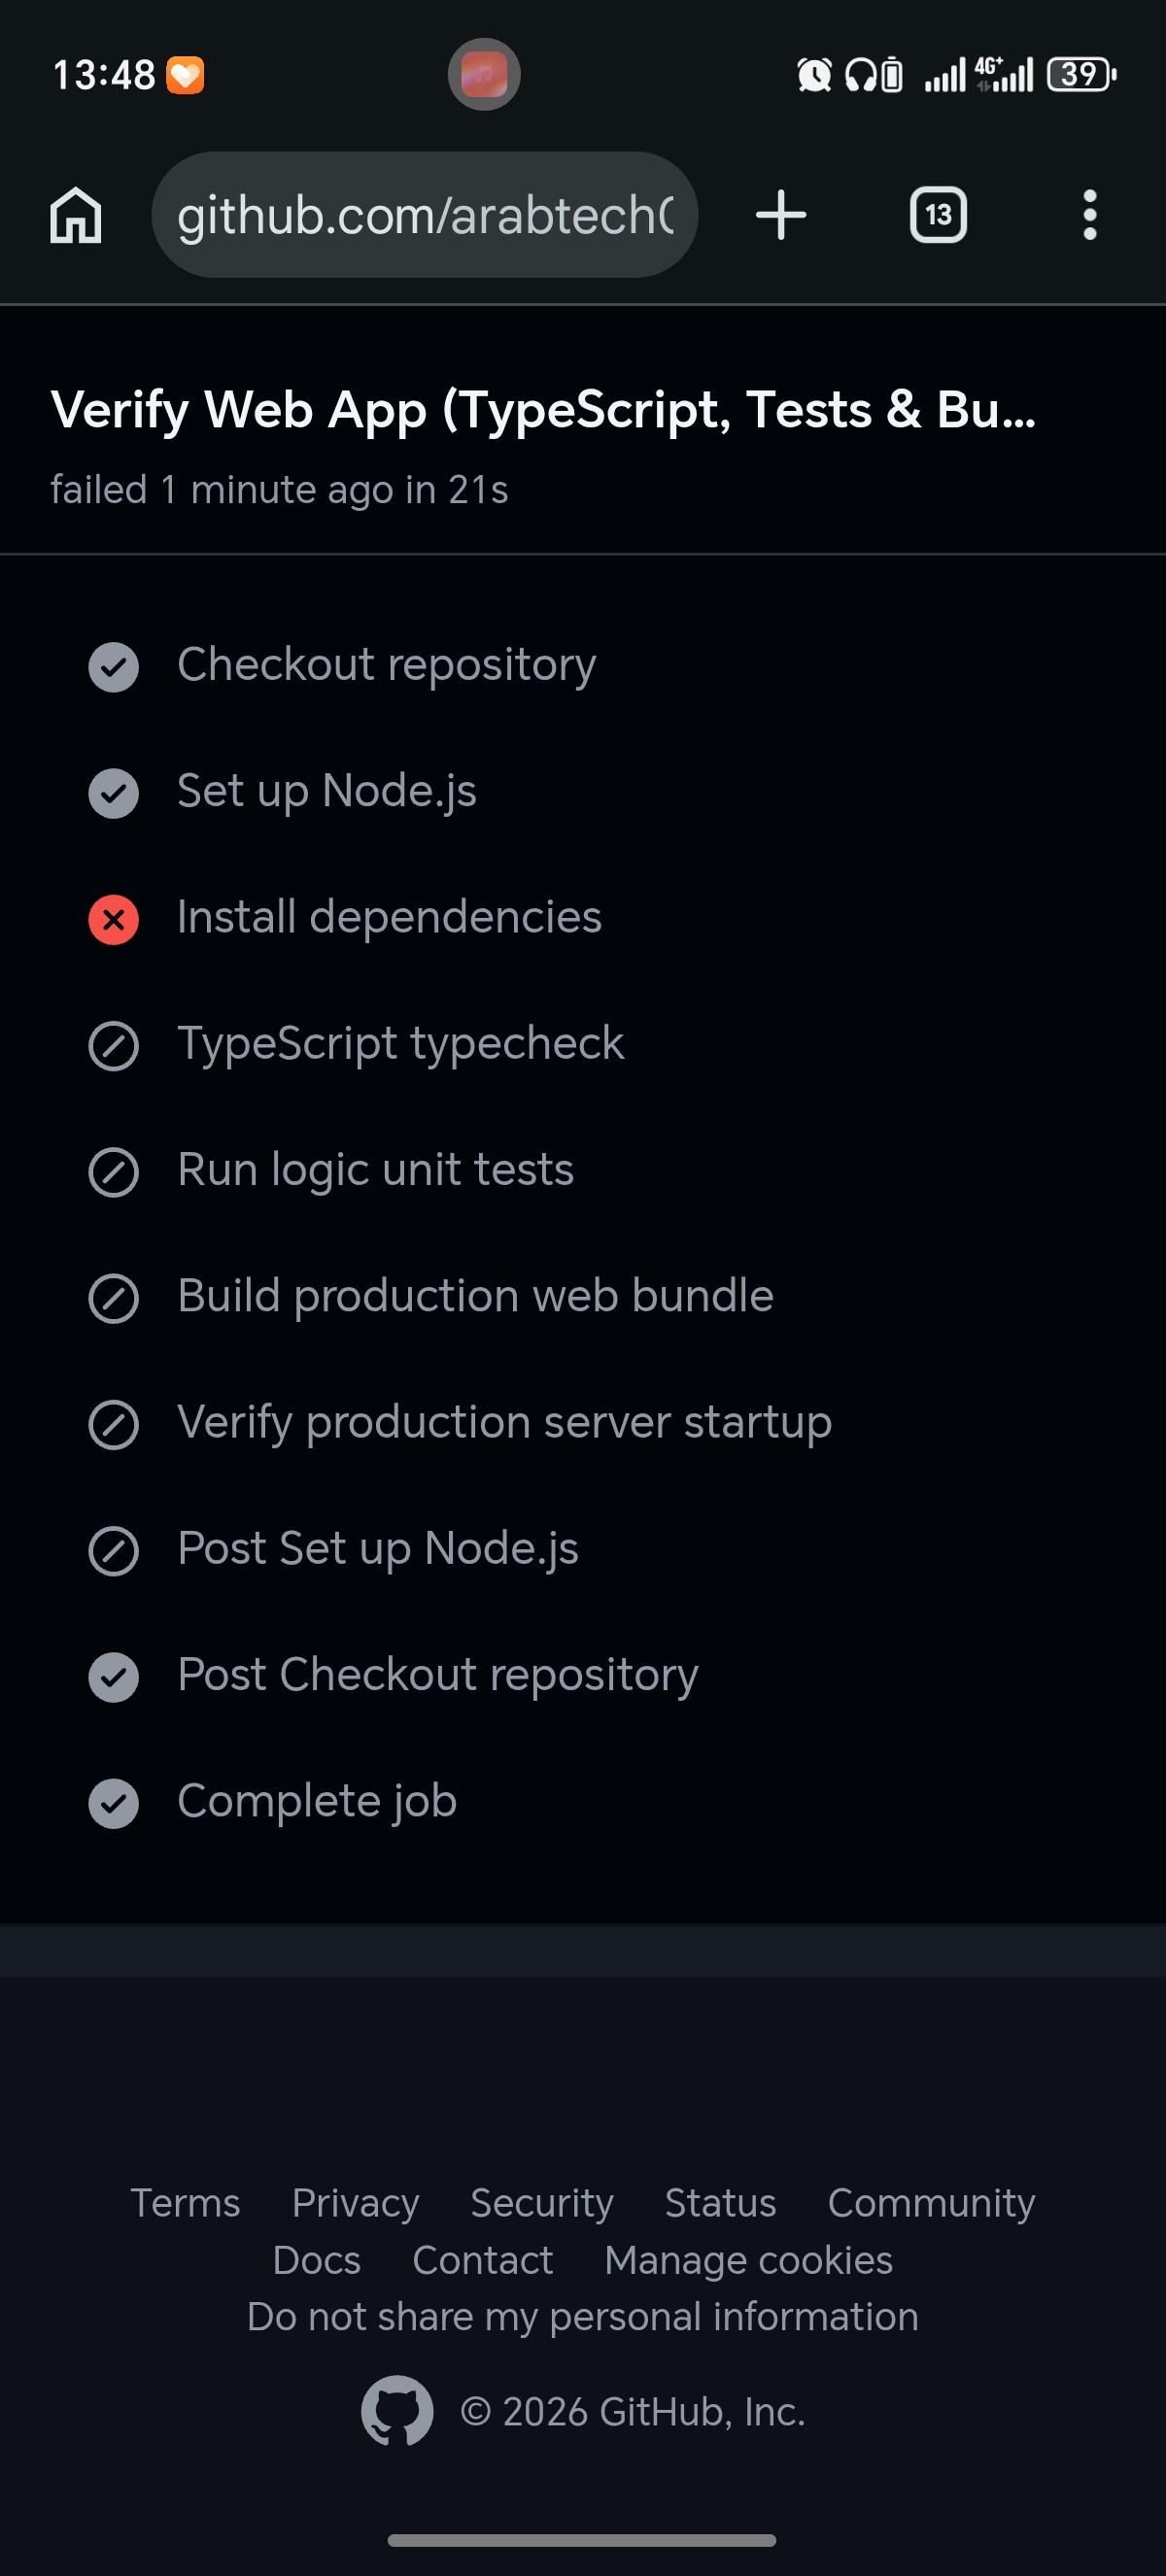 13:48
4G+
39
github.com/arabtech
13
Verify Web App (TypeScript, Tests & Bu...
failed 1 minute ago in 21s
Checkout repository
Set up Node.js
Install dependencies
TypeScript typecheck
Run logic unit tests
Build production web bundle
Verify production server startup
Post Set up Node.js
Post Checkout repository
Complete job
Terms Privacy Security Status Community
Docs Contact Manage cookies
Do not share my personal information
© 2026 GitHub, Inc.